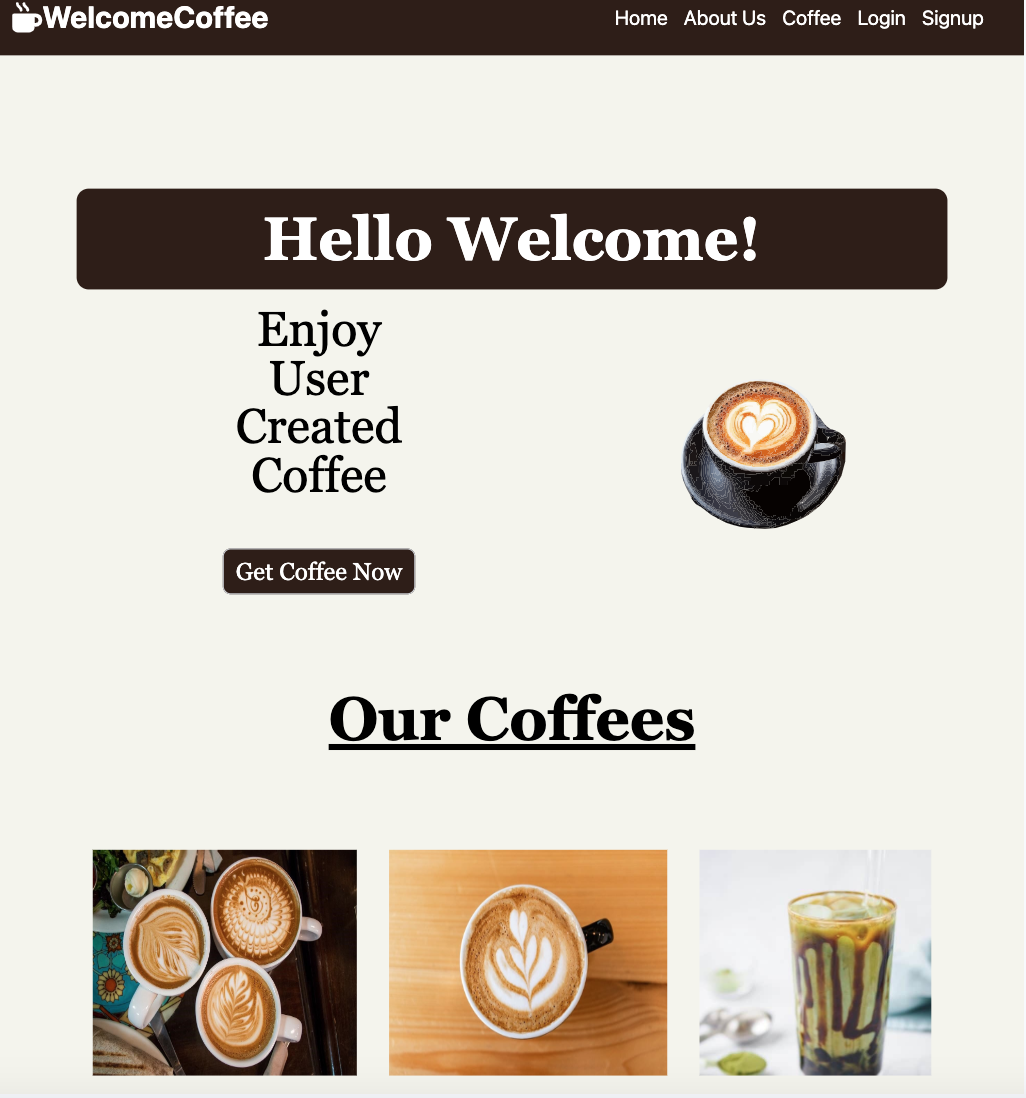 WelcomeCoffee
Home About Us Coffee Login Signup
Hello Welcome!
Enjoy
User
Created
Coffee
Get Coffee Now
Our Coffees